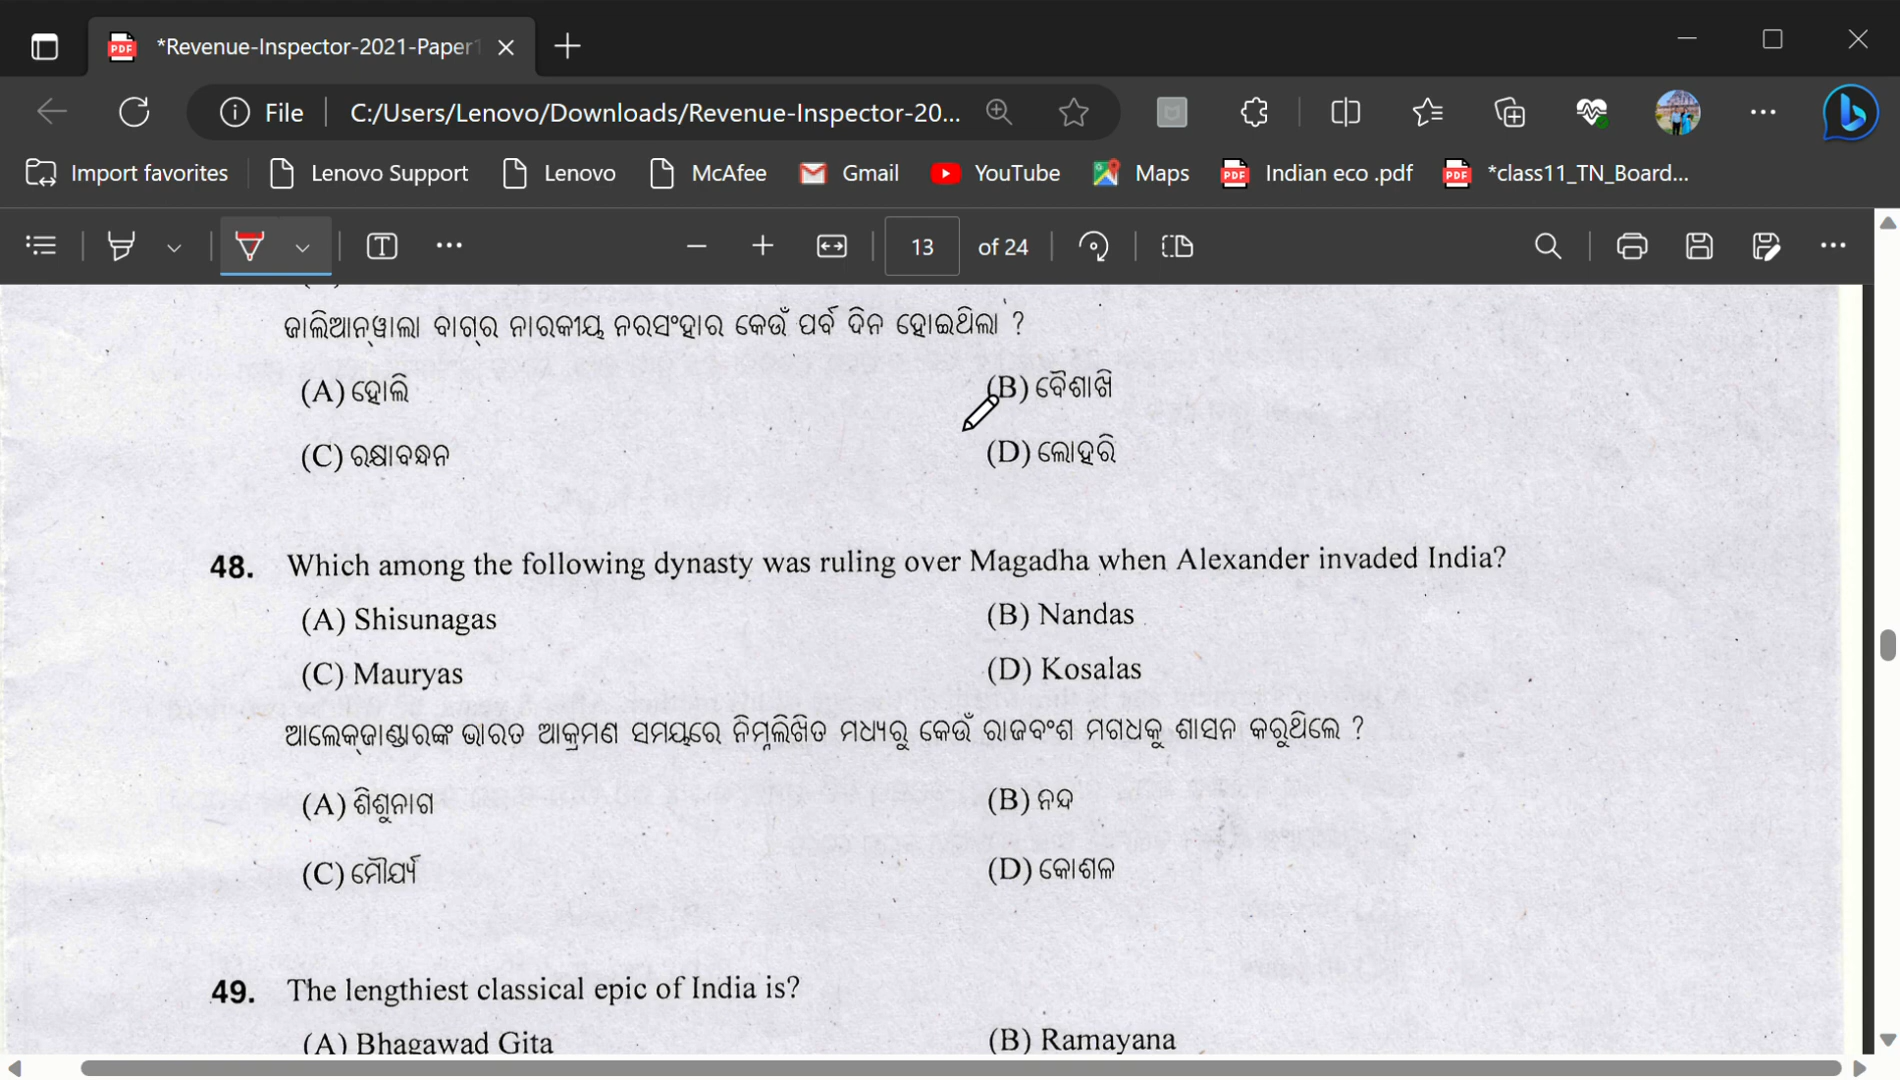 *Revenue-Inspector-2021-Paper1
File
C:/Users/Lenovo/Downloads/Revenue-Inspector-20...
Import favorites
Lenovo Support
Lenovo
McAfee
Gmail
YouTube
Maps
Indian eco .pdf
*class11_TN_Board...
13 of 24
ଜାଲିଆନ୍‌ୱାଲା ବାଗ୍‌ର ନାରକୀୟ ନରସଂହାର କେଉଁ ପର୍ବ ଦିନ ହୋଇଥିଲା ?
(A) ହୋଲି
(B) ବୈଶାଖି
(C) ରକ୍ଷାବନ୍ଧନ
(D) ଲୋହରି
48. Which among the following dynasty was ruling over Magadha when Alexander invaded India?
(A) Shisunagas
(B) Nandas
(C) Mauryas
(D) Kosalas
ଆଲେକ୍‌ଜାଣ୍ଡାରଙ୍କ ଭାରତ ଆକ୍ରମଣ ସମୟରେ ନିମ୍ନଲିଖିତ ମଧ୍ୟରୁ କେଉଁ ରାଜବଂଶ ମଗଧକୁ ଶାସନ କରୁଥିଲେ ?
(A) ଶିଶୁନାଗ
(B) ନନ୍ଦ
(C) ମୌର୍ଯ୍ୟ
(D) କୋଶଳ
49. The lengthiest classical epic of India is?
(A) Bhagawad Gita
(B) Ramayana